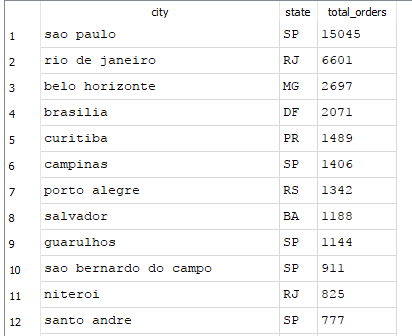 city state total_orders
1 sao paulo SP 15045
2 rio de janeiro RJ 6601
3 belo horizonte MG 2697
4 brasilia DF 2071
5 curitiba PR 1489
6 campinas SP 1406
7 porto alegre RS 1342
8 salvador BA 1188
9 guarulhos SP 1144
10 sao bernardo do campo SP 911
11 niteroi RJ 825
12 santo andre SP 777